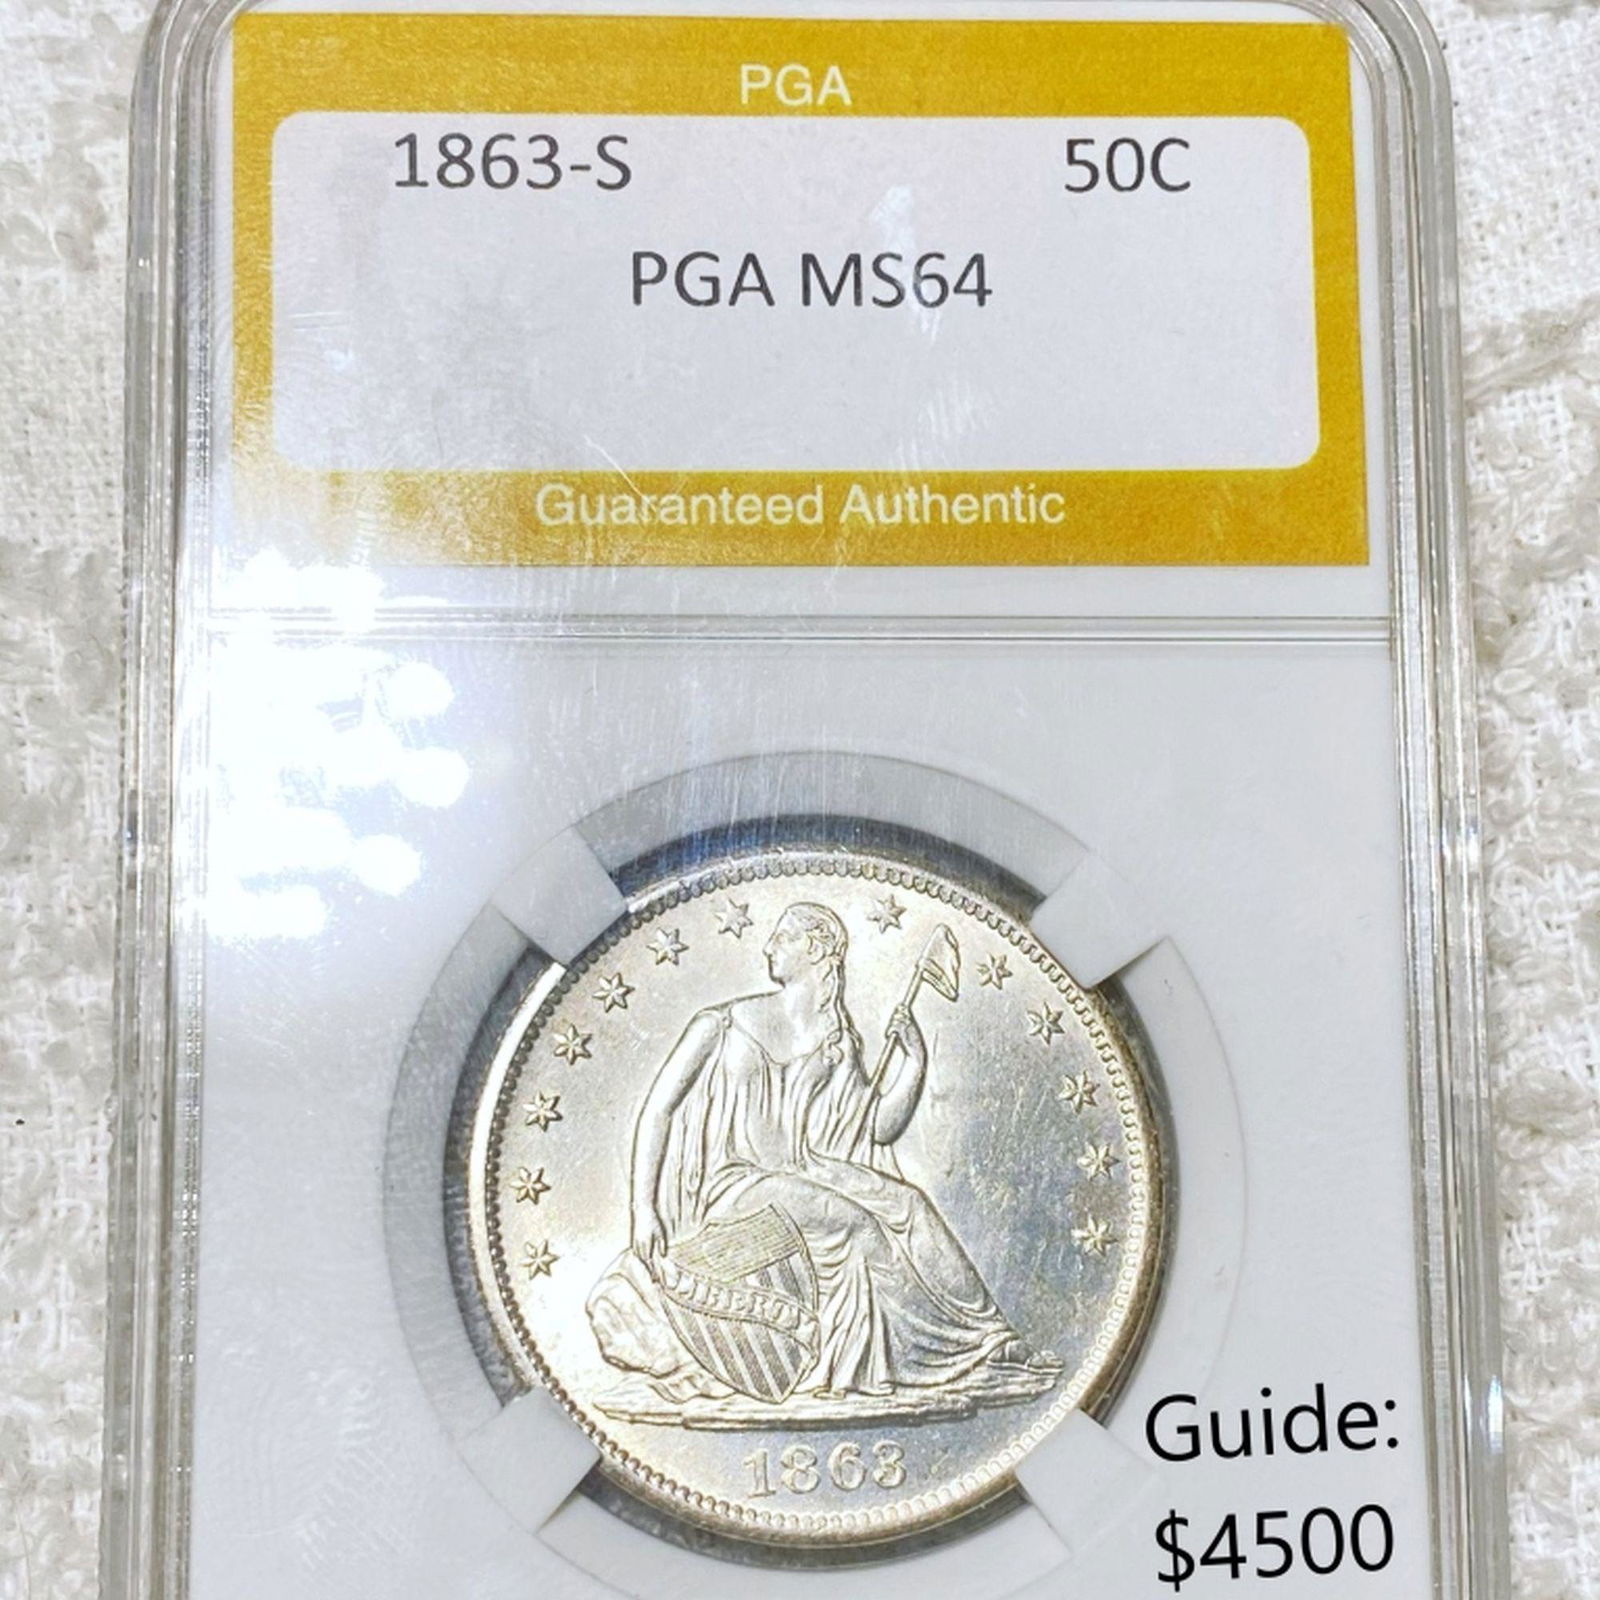 PGA
1863-S 50C
PGA MS64
Guaranteed Authentic
LIBERTY
1863
Guide:
$4500